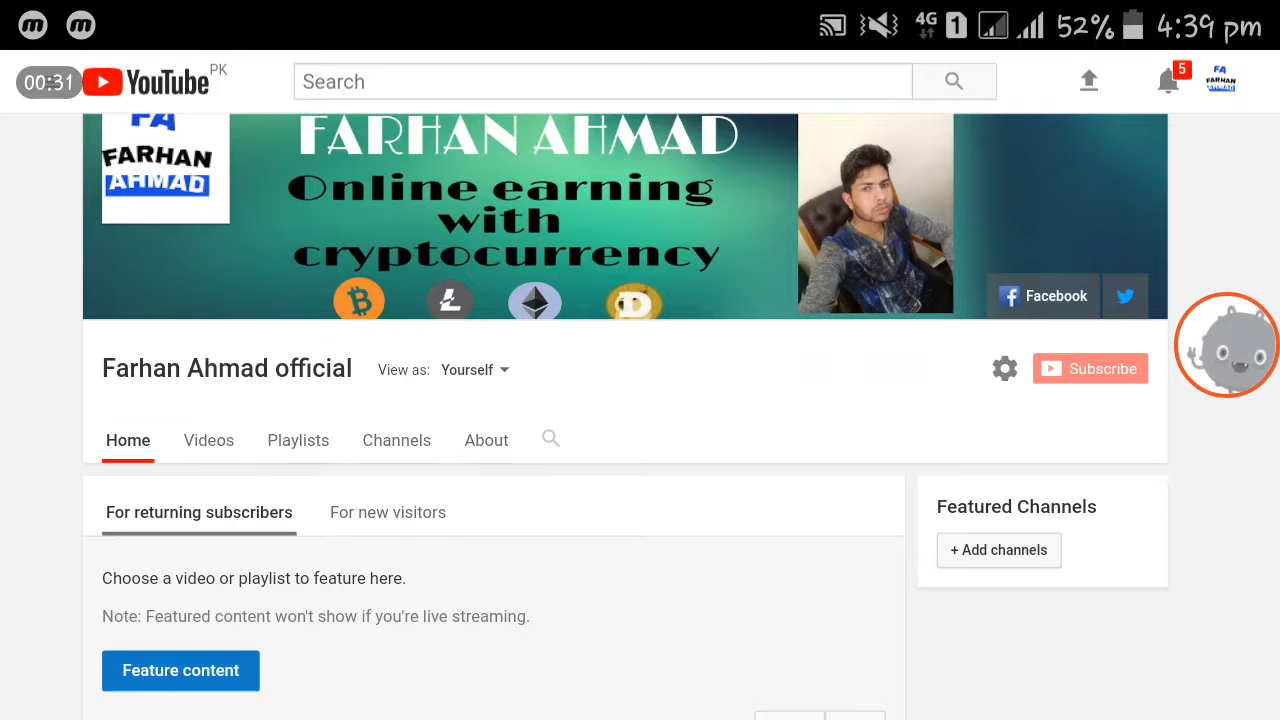 4G 1 52% 4:39 pm
00:31 YouTube PK
Search
5
FA
FARHAN
AHMAD
FA
FARHAN
AHMAD
FARHAN AHMAD
Online earning
with
cryptocurrency
Facebook
Farhan Ahmad official View as: Yourself
Subscribe
Home Videos Playlists Channels About
For returning subscribers For new visitors
Featured Channels
+ Add channels
Choose a video or playlist to feature here.
Note: Featured content won't show if you're live streaming.
Feature content